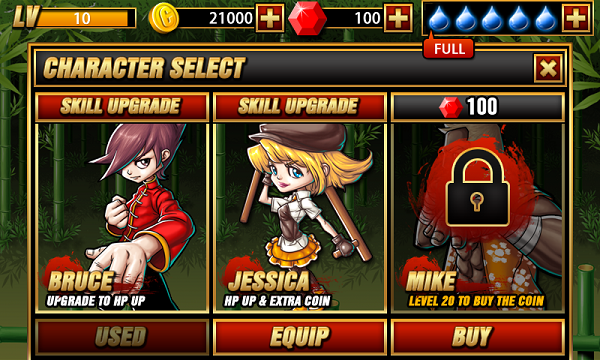 LV 10 21000 100
FULL
CHARACTER SELECT
SKILL UPGRADE
SKILL UPGRADE
100
BRUCE
UPGRADE TO HP UP
JESSICA
HP UP & EXTRA COIN
MIKE
LEVEL 20 TO BUY THE COIN
USED
EQUIP
BUY